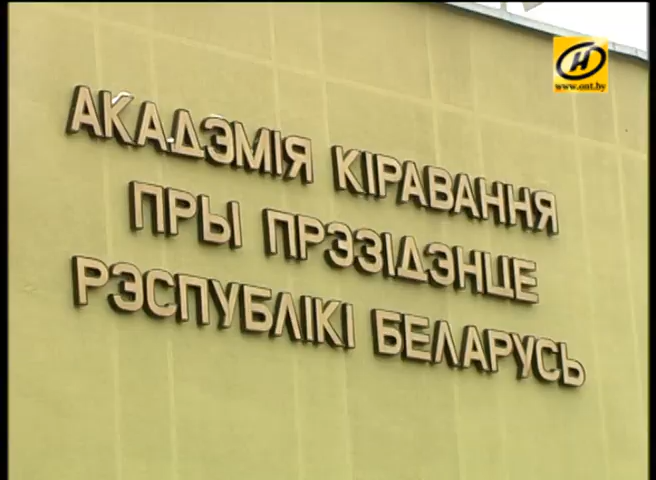 www.ont.by
АКАДЭМІЯ КІРАВАННЯ
ПРЫ ПРЭЗІДЭНЦЕ
РЭСПУБЛІКІ БЕЛАРУСЬ